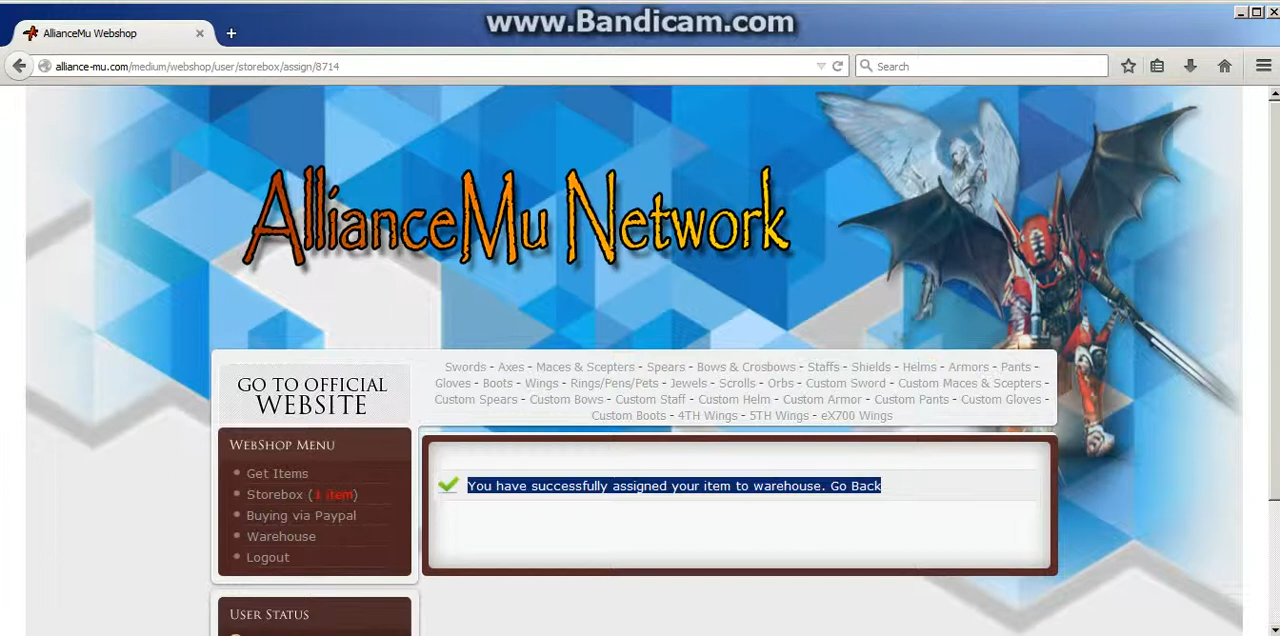 www.Bandicam.com
AllianceMu Webshop
alliance-mu.com/medium/webshop/user/storebox/assign/8714
Search
AllianceMu Network
GO TO OFFICIAL
WEBSITE
Swords - Axes - Maces & Scepters - Spears - Bows & Crosbows - Staffs - Shields - Helms - Armors - Pants -
Gloves - Boots - Wings - Rings/Pens/Pets - Jewels - Scrolls - Orbs - Custom Sword - Custom Maces & Scepters -
Custom Spears - Custom Bows - Custom Staff - Custom Helm - Custom Armor - Custom Pants - Custom Gloves -
Custom Boots - 4TH Wings - 5TH Wings - eX700 Wings
WebShop Menu
Get Items
Storebox (1 item)
Buying via Paypal
Warehouse
Logout
You have successfully assigned your item to warehouse. Go Back
User Status